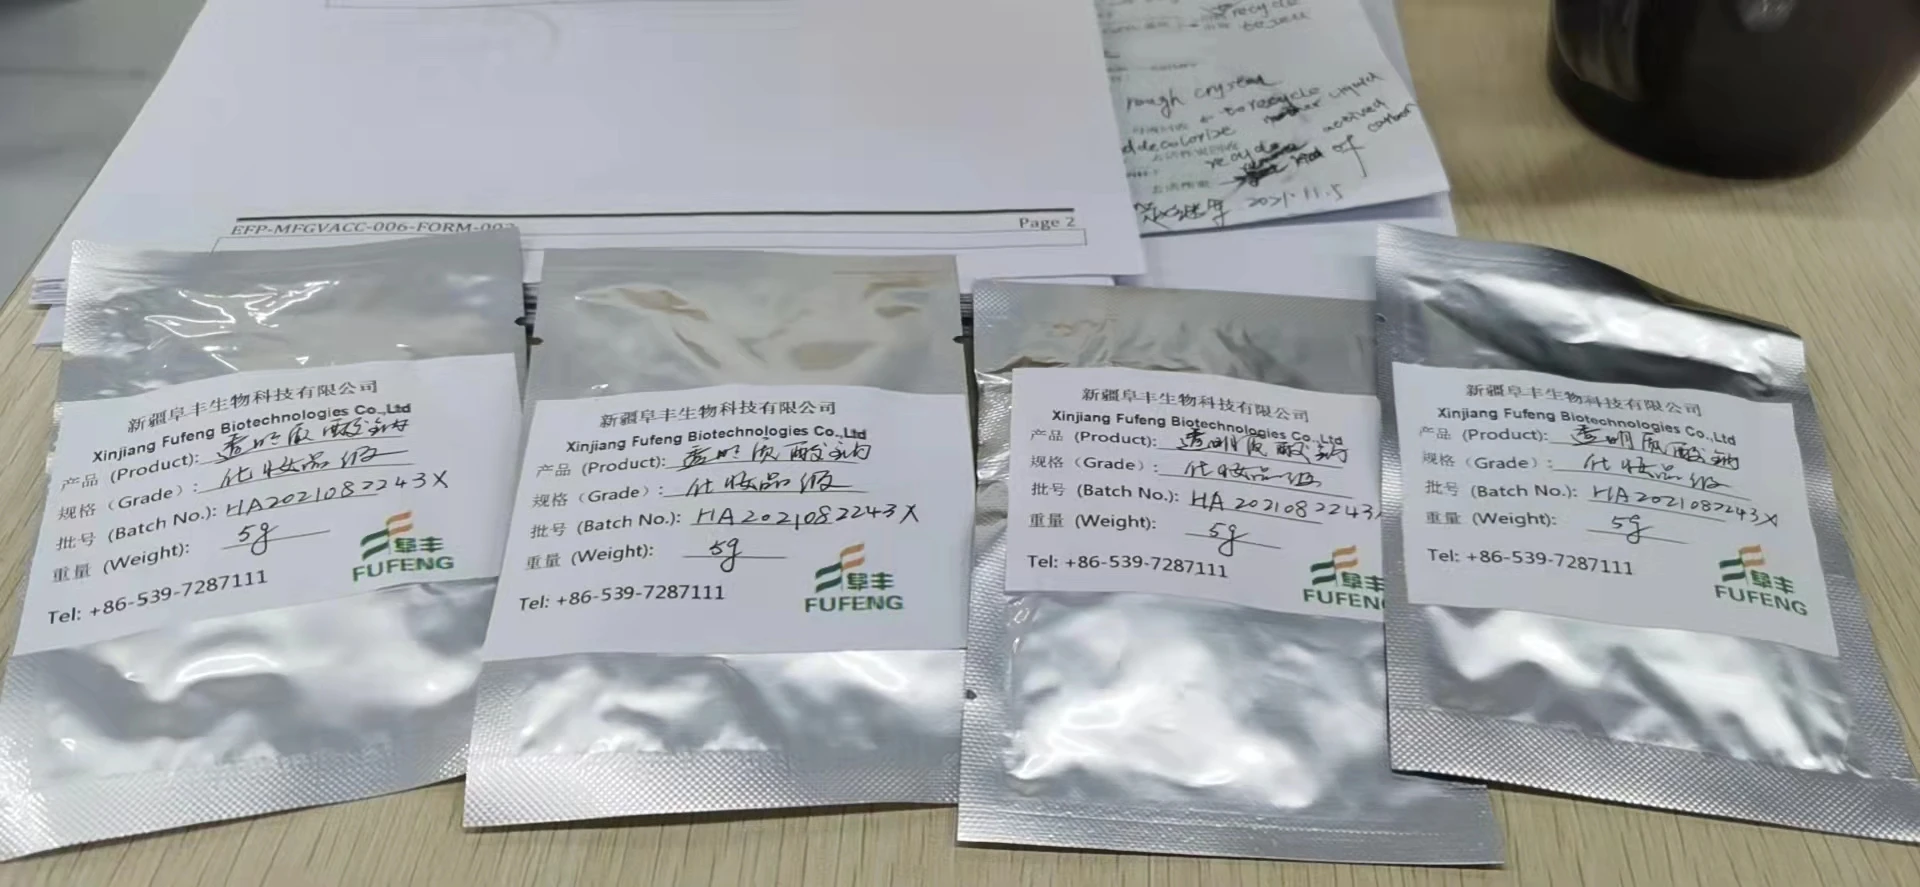 recycle
rough crystal
to recycle
decolorize
liquid
recycle
actived
carbon
of
2021.11.5
EFP-MFGVACC-006-FORM-002
Page 2
新疆阜丰生物科技有限公司
Xinjiang Fufeng Biotechnologies Co.,Ltd
产品 (Product): 透明质酸钠
规格 (Grade): 化妆品级
批号 (Batch No.): HA2021082243X
重量 (Weight): 5g
Tel: +86-539-7287111
阜丰
FUFENG
新疆阜丰生物科技有限公司
Xinjiang Fufeng Biotechnologies Co.,Ltd
产品 (Product): 透明质酸钠
规格 (Grade): 化妆品级
批号 (Batch No.): HA2021082243X
重量 (Weight): 5g
Tel: +86-539-7287111
阜丰
FUFENG
新疆阜丰生物科技有限公司
Xinjiang Fufeng Biotechnologies Co.,Ltd
产品 (Product): 透明质酸钠
规格(Grade): 化妆品级
批号 (Batch No.): HA2021082243X
重量 (Weight): 5g
Tel: +86-539-7287111
阜丰
FUFENG
新疆阜丰生物科技有限公司
Xinjiang Fufeng Biotechnologies Co.,Ltd
产品 (Product): 透明质酸钠
规格(Grade): 化妆品级
批号 (Batch No.): HA2021082243X
重量 (Weight): 5g
Tel: +86-539-7287111
阜丰
FUFENG